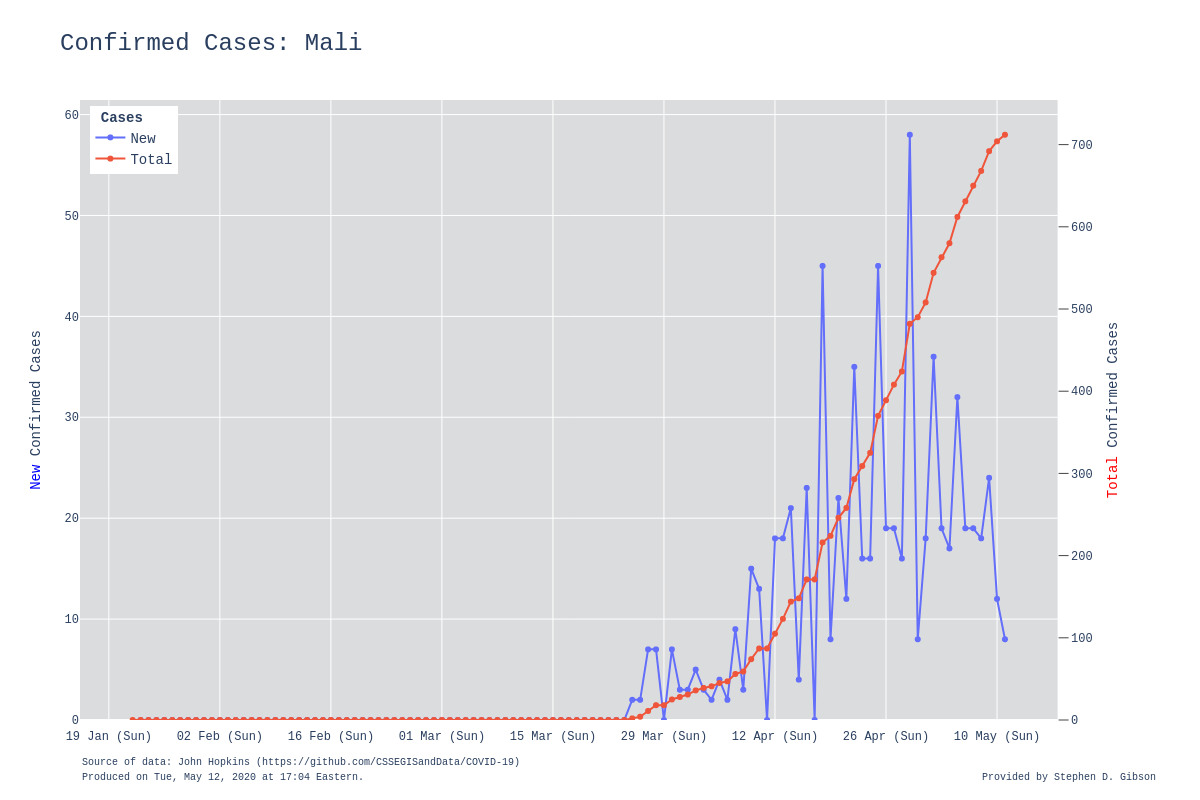 Confirmed Cases: Mali
Cases
New
Total
60
50
40
30
20
10
0
700
600
500
400
300
200
100
0
New Confirmed Cases
Total Confirmed Cases
19 Jan (Sun) 02 Feb (Sun) 16 Feb (Sun) 01 Mar (Sun) 15 Mar (Sun) 29 Mar (Sun) 12 Apr (Sun) 26 Apr (Sun) 10 May (Sun)
Source of data: John Hopkins (https://github.com/CSSEGISandData/COVID-19)
Produced on Tue, May 12, 2020 at 17:04 Eastern.
Provided by Stephen D. Gibson